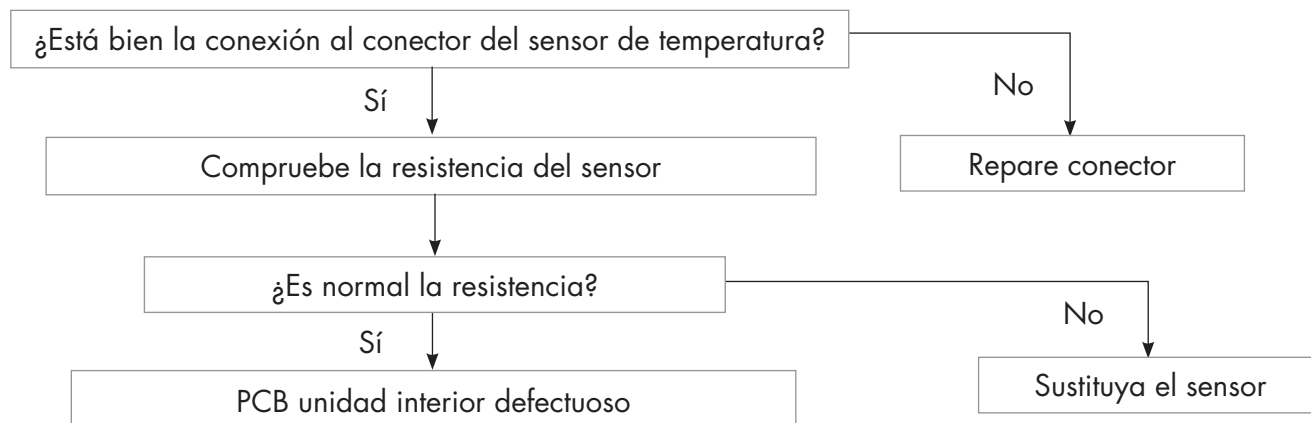 ¿Está bien la conexión al conector del sensor de temperatura?
No
Sí
Compruebe la resistencia del sensor
Repare conector
¿Es normal la resistencia?
No
Sí
Sustituya el sensor
PCB unidad interior defectuoso